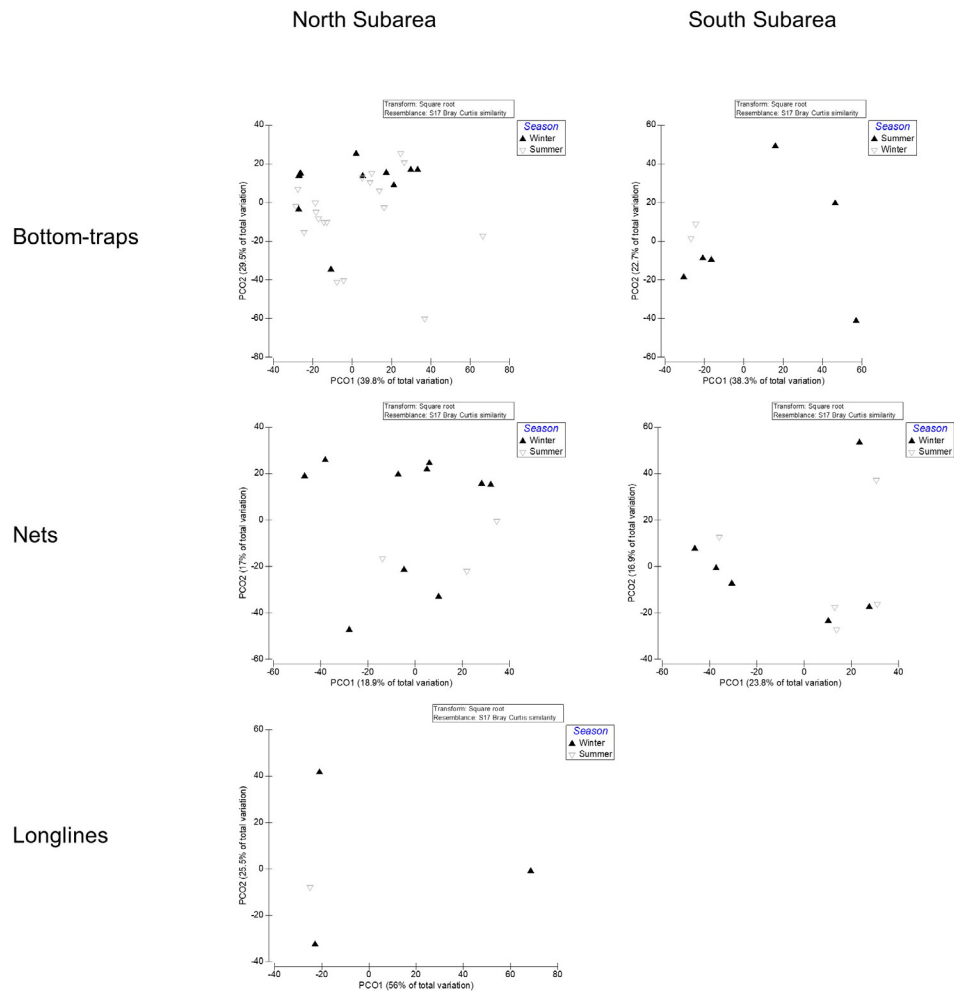 North Subarea
South Subarea
Bottom-traps
Transform: Square root
Resemblance: S17 Bray Curtis similarity
Season
Winter
Summer
PCO2 (29.5% of total variation)
40
20
0
-20
-40
-60
-80
-40
-20
0
20
40
60
80
PCO1 (39.8% of total variation)
Transform: Square root
Resemblance: S17 Bray Curtis similarity
Season
Summer
Winter
PCO2 (22.7% of total variation)
60
40
20
0
-20
-40
-60
-40
-20
0
20
40
60
PCO1 (38.3% of total variation)
Nets
Transform: Square root
Resemblance: S17 Bray Curtis similarity
Season
Winter
Summer
PCO2 (17% of total variation)
40
20
0
-20
-40
-60
-60
-40
-20
0
20
40
PCO1 (18.9% of total variation)
Transform: Square root
Resemblance: S17 Bray Curtis similarity
Season
Winter
Summer
PCO2 (16.9% of total variation)
60
40
20
0
-20
-40
-60
-40
-20
0
20
40
PCO1 (23.8% of total variation)
Longlines
Transform: Square root
Resemblance: S17 Bray Curtis similarity
Season
Winter
Summer
PCO2 (25.5% of total variation)
60
40
20
0
-20
-40
-40
-20
0
20
40
60
80
PCO1 (56% of total variation)